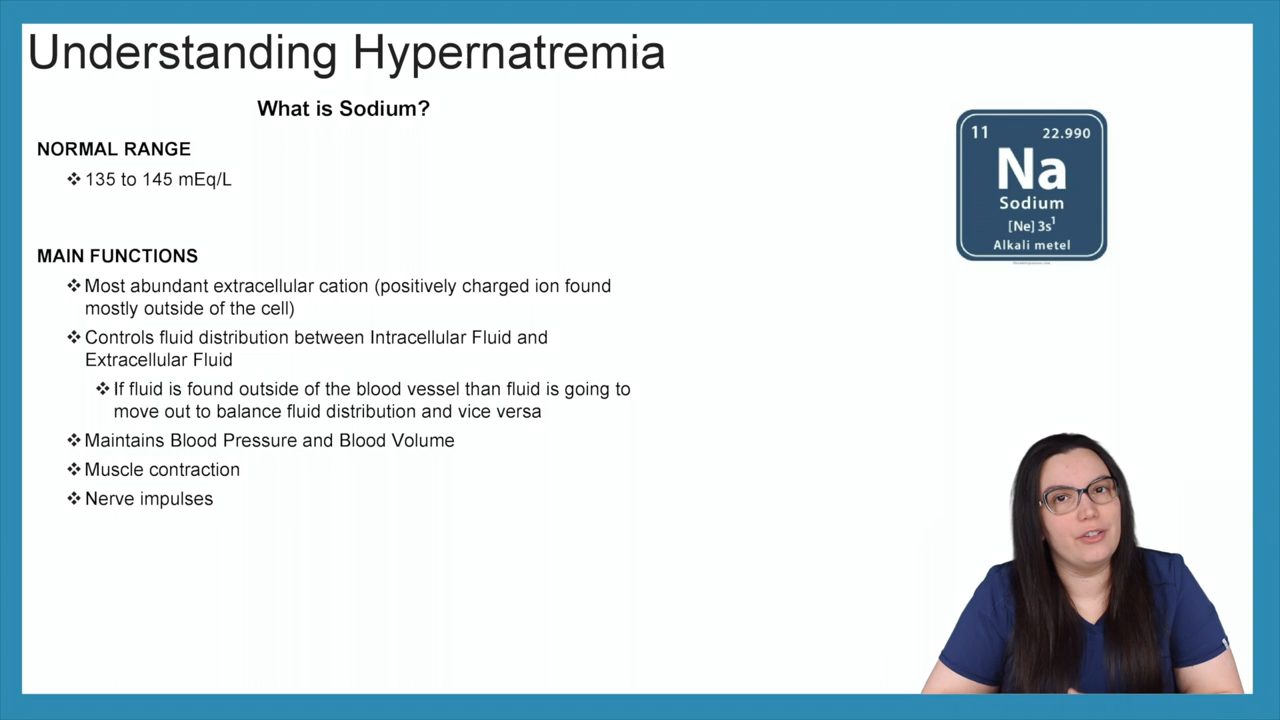 Understanding Hypernatremia
What is Sodium?
NORMAL RANGE
❖ 135 to 145 mEq/L
MAIN FUNCTIONS
❖ Most abundant extracellular cation (positively charged ion found
mostly outside of the cell)
❖ Controls fluid distribution between Intracellular Fluid and
Extracellular Fluid
❖ If fluid is found outside of the blood vessel than fluid is going to
move out to balance fluid distribution and vice versa
❖ Maintains Blood Pressure and Blood Volume
❖ Muscle contraction
❖ Nerve impulses
11 22.990
Na
Sodium
[Ne] 3s¹
Alkali metel